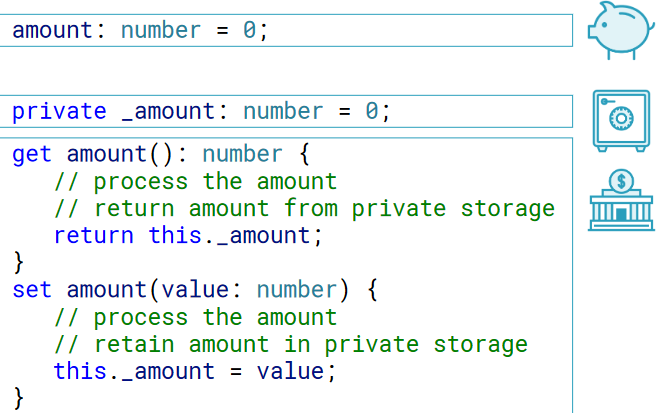 amount: number = 0;
private _amount: number = 0;
get amount(): number {
// process the amount
// return amount from private storage
return this._amount;
}
set amount(value: number) {
// process the amount
// retain amount in private storage
this._amount = value;
}
$